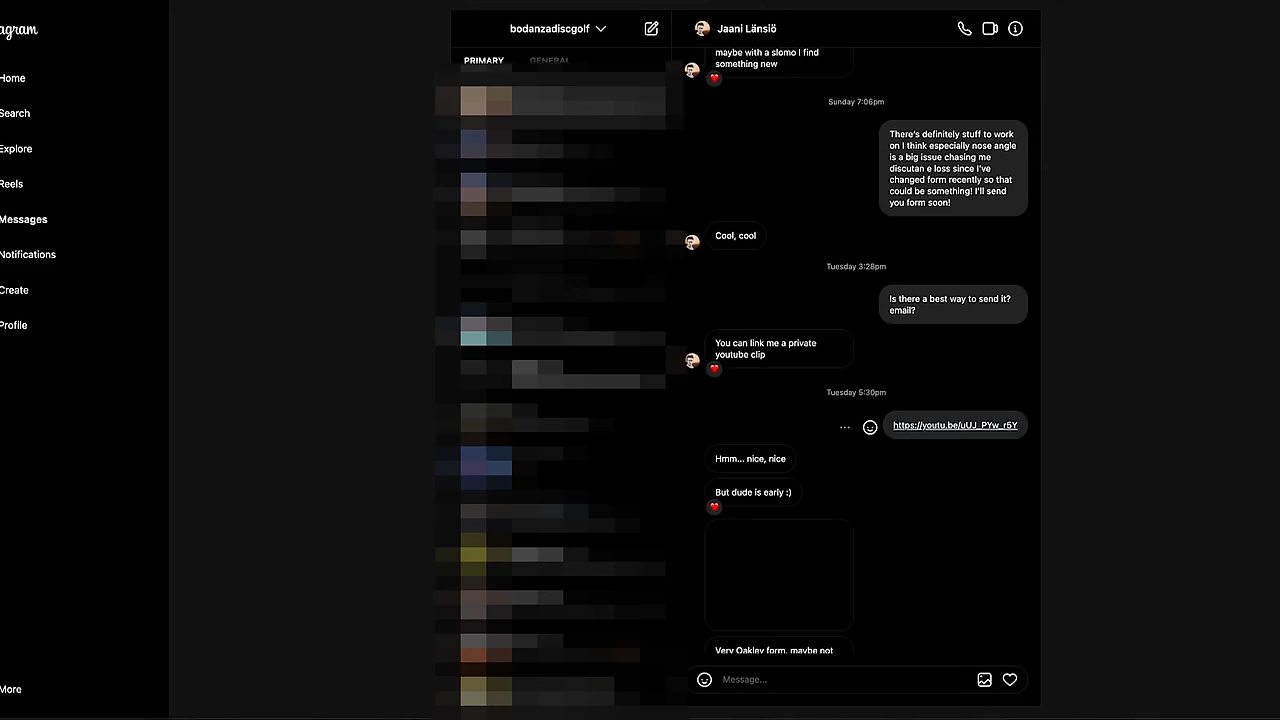 agram
Home
Search
Explore
Reels
Messages
Notifications
Create
Profile
More
bodanzadiscgolf
PRIMARY
GENERAL
Jaani Länsiö
maybe with a slomo I find
something new
Sunday 7:06pm
There's definitely stuff to work
on I think especially nose angle
is a big issue chasing me
discutan e loss since I've
changed form recently so that
could be something! I'll send
you form soon!
Cool, cool
Tuesday 3:28pm
Is there a best way to send it?
email?
You can link me a private
youtube clip
Tuesday 5:30pm
https://youtu.be/uUJ_PYw_r5Y
Hmm... nice, nice
But dude is early :)
Very Oakley form, maybe not
Message...